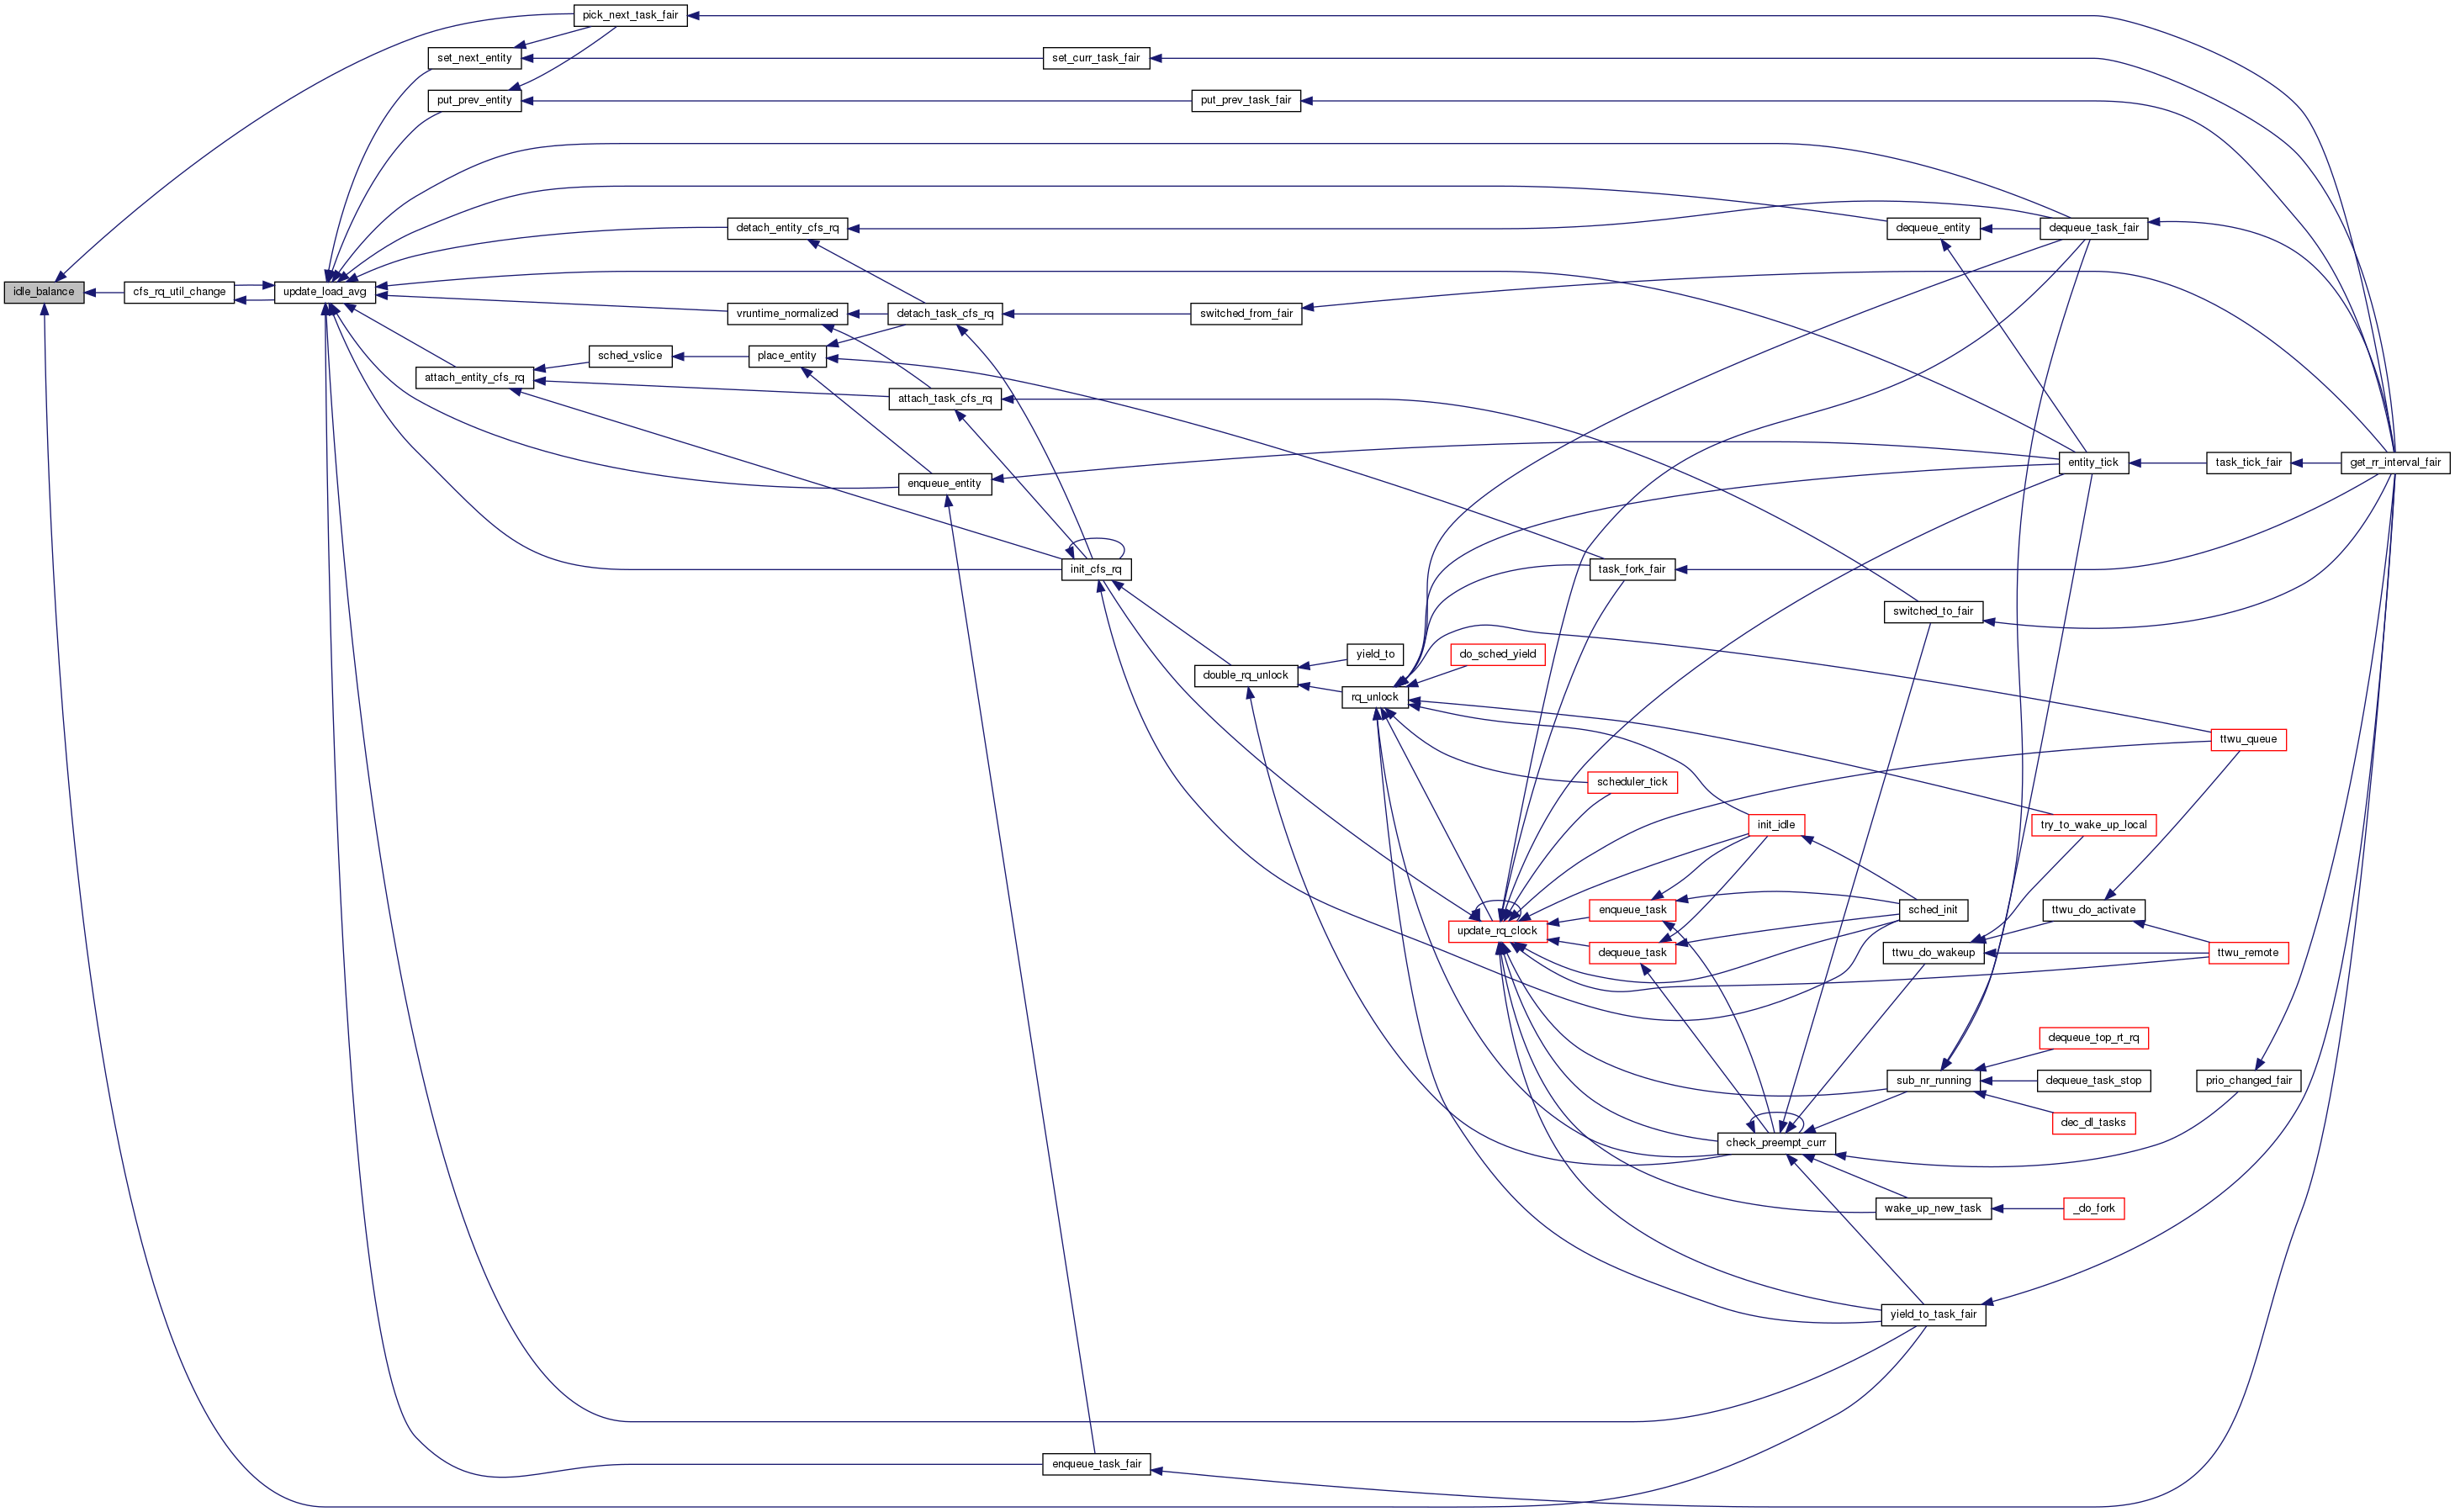 pick_next_task_fair
set_next_entity
set_curr_task_fair
put_prev_entity
put_prev_task_fair
detach_entity_cfs_rq
dequeue_entity
dequeue_task_fair
idle_balance
cfs_rq_util_change
update_load_avg
vruntime_normalized
detach_task_cfs_rq
switched_from_fair
sched_vslice
place_entity
attach_entity_cfs_rq
attach_task_cfs_rq
entity_tick
task_tick_fair
get_rr_interval_fair
enqueue_entity
init_cfs_rq
task_fork_fair
switched_to_fair
yield_to
do_sched_yield
double_rq_unlock
rq_unlock
ttwu_queue
scheduler_tick
init_idle
try_to_wake_up_local
enqueue_task
sched_init
ttwu_do_activate
update_rq_clock
dequeue_task
ttwu_do_wakeup
ttwu_remote
dequeue_top_rt_rq
sub_nr_running
dequeue_task_stop
prio_changed_fair
dec_dl_tasks
check_preempt_curr
wake_up_new_task
_do_fork
yield_to_task_fair
enqueue_task_fair